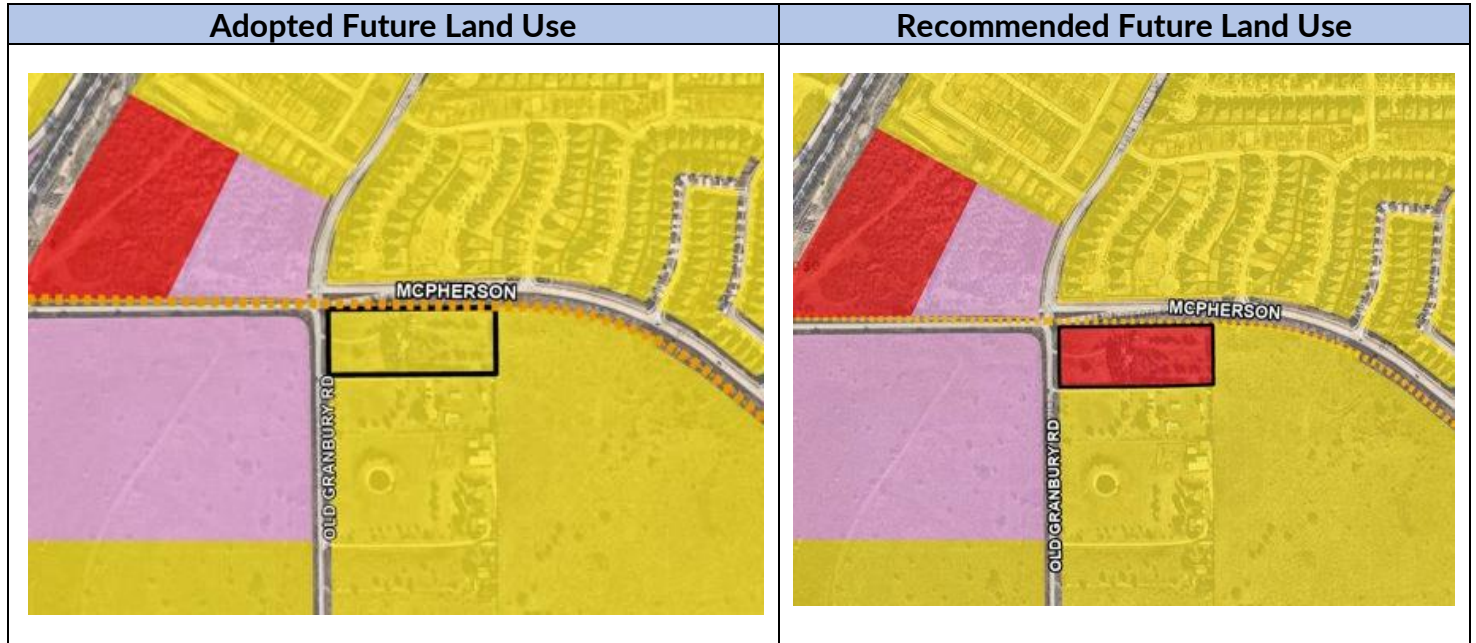 Adopted Future Land Use
Recommended Future Land Use
MCPHERSON
OLD GRANBURY RD
MCPHERSON
OLD GRANBURY RD